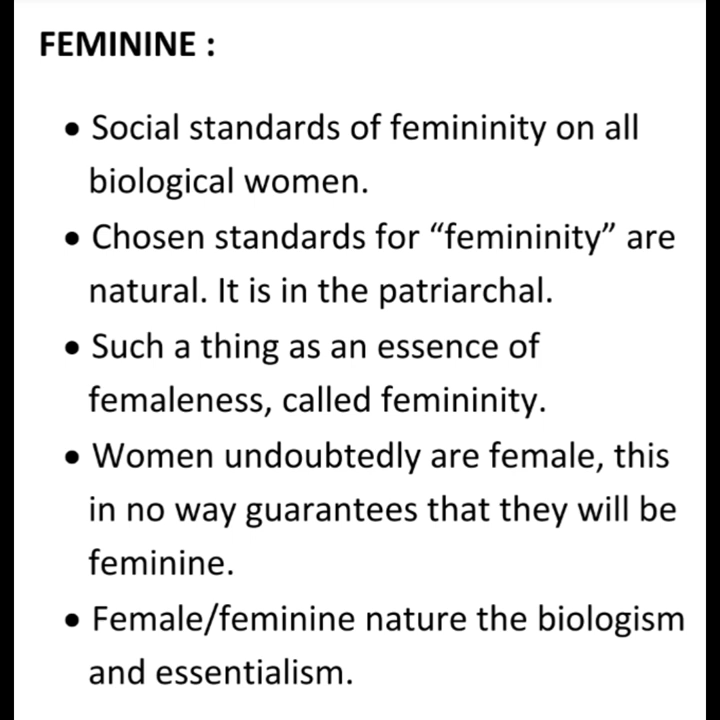 FEMININE :
• Social standards of femininity on all
biological women.
• Chosen standards for “femininity” are
natural. It is in the patriarchal.
• Such a thing as an essence of
femaleness, called femininity.
• Women undoubtedly are female, this
in no way guarantees that they will be
feminine.
• Female/feminine nature the biologism
and essentialism.